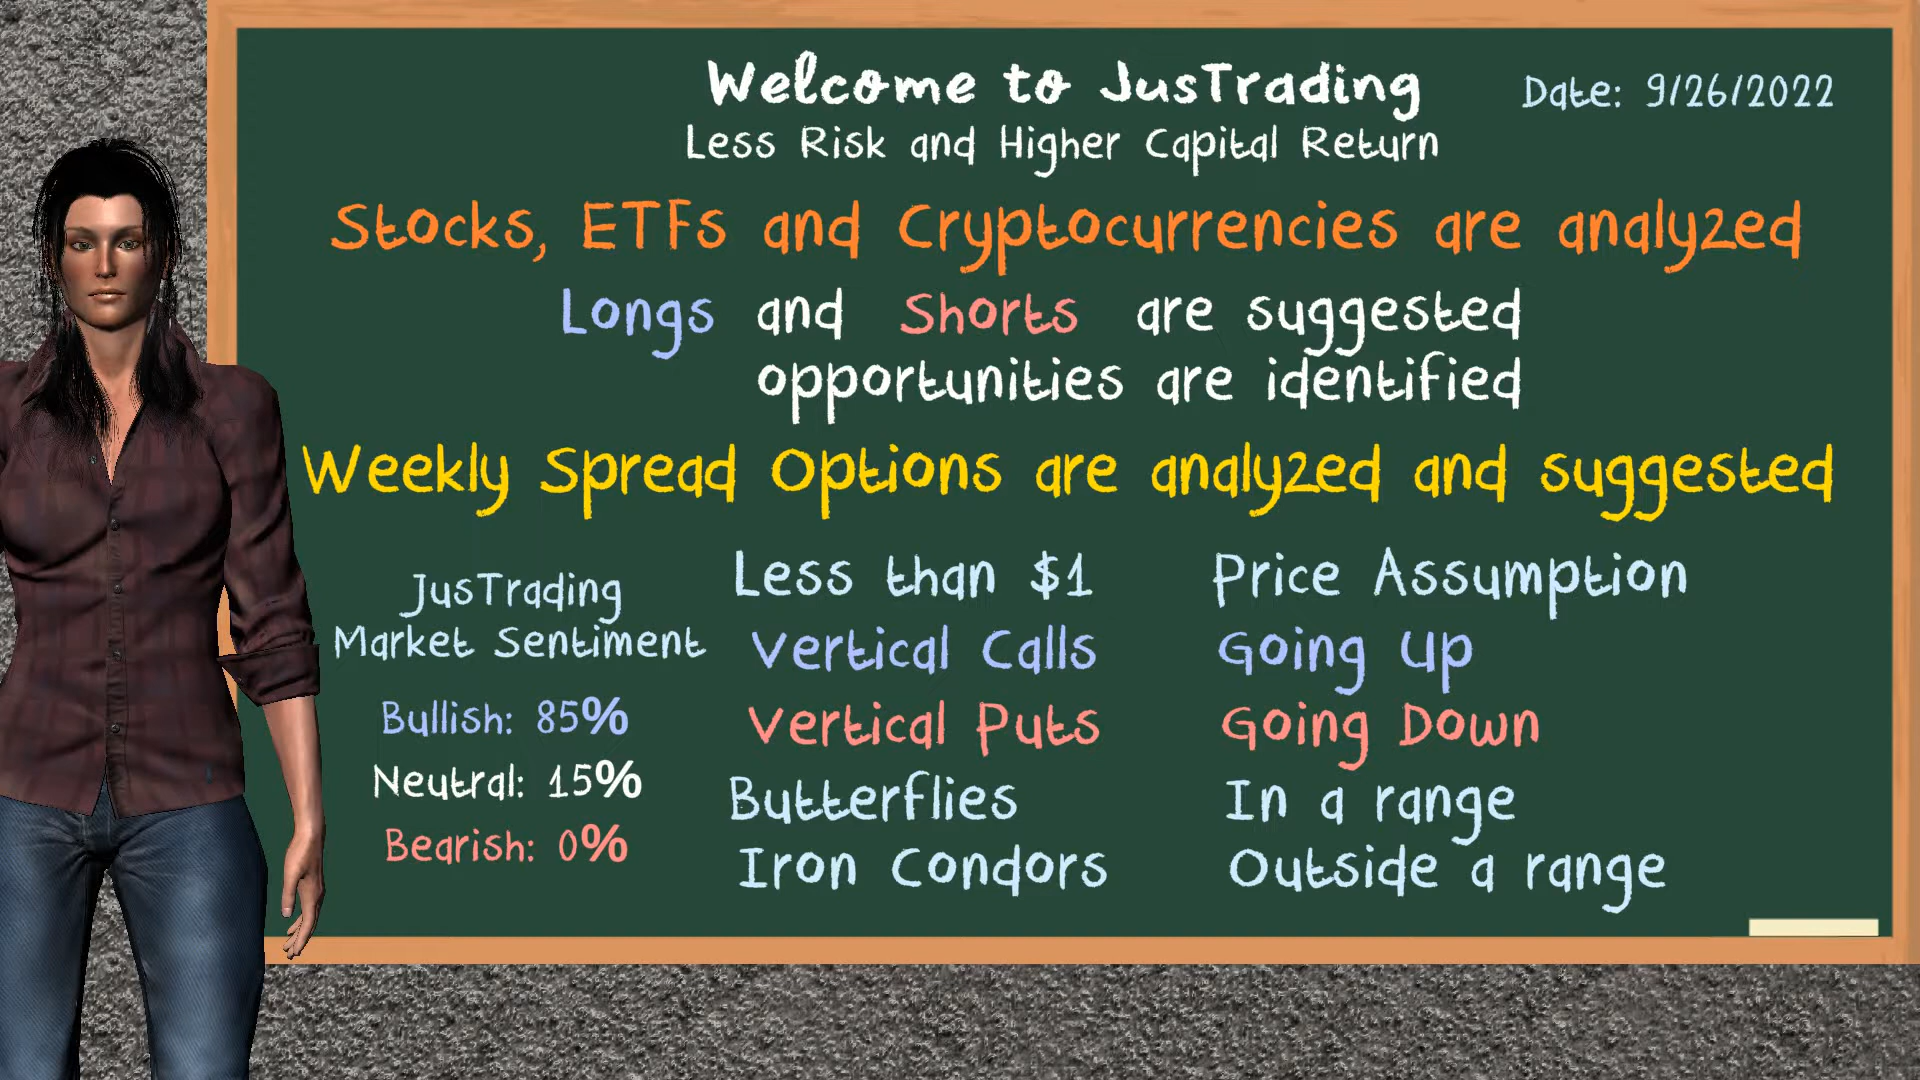 Welcome to JusTrading
Date: 9/26/2022
Less Risk and Higher Capital Return
Stocks, ETFs and Cryptocurrencies are analyzed
Longs and Shorts are suggested
opportunities are identified
Weekly Spread Options are analyzed and suggested
JusTrading
Market Sentiment
Bullish: 85%
Neutral: 15%
Bearish: 0%
Less than $1 Price Assumption
Vertical Calls Going Up
Vertical Puts Going Down
Butterflies In a range
Iron Condors Outside a range